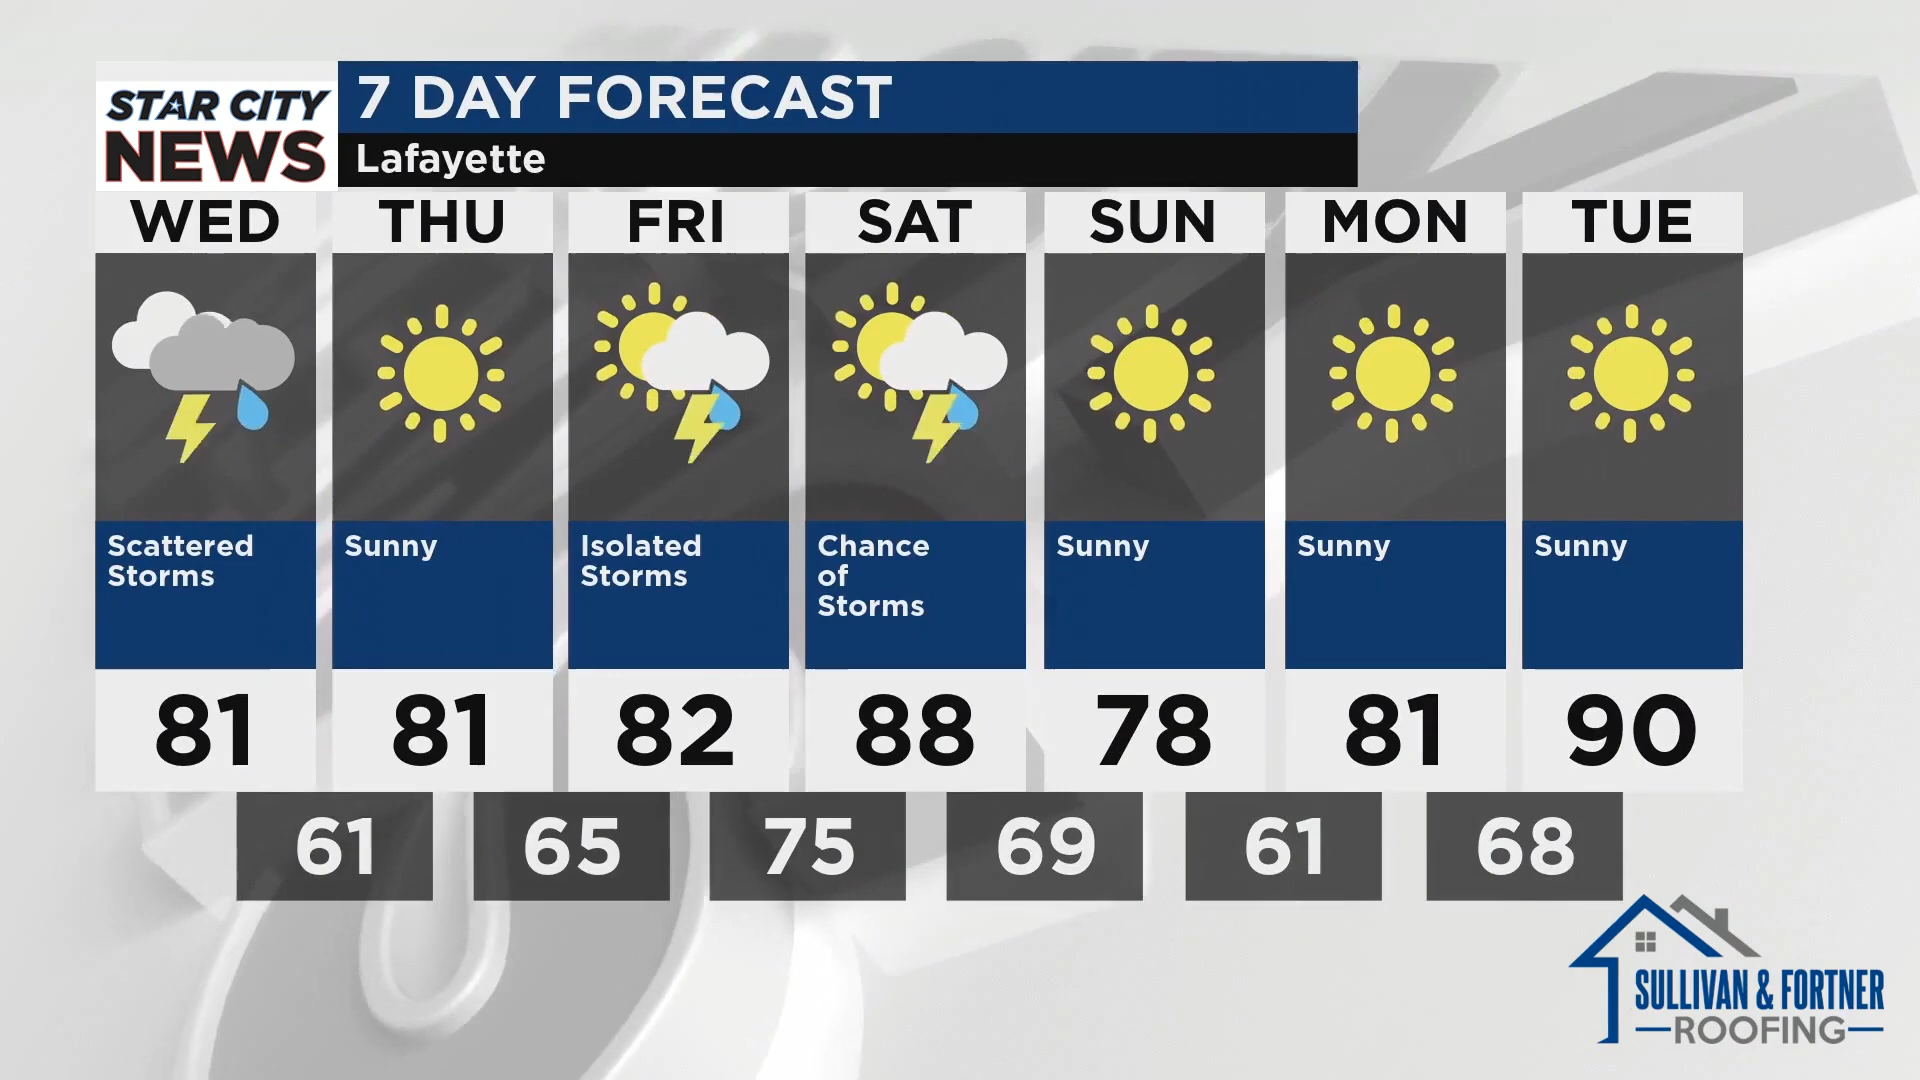 STAR CITY
NEWS
7 DAY FORECAST
Lafayette
WED
THU
FRI
SAT
SUN
MON
TUE
Scattered
Storms
Sunny
Isolated
Storms
Chance
of
Storms
Sunny
Sunny
Sunny
81
81
82
88
78
81
90
61
65
75
69
61
68
SULLIVAN & FORTNER
ROOFING